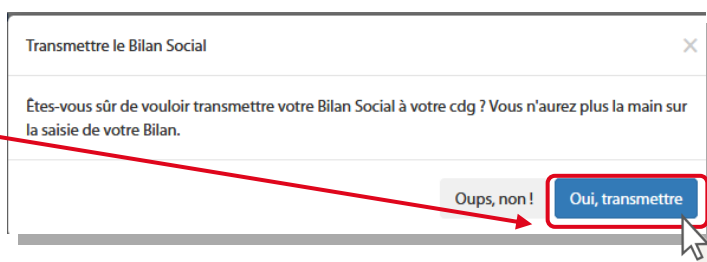 Transmettre le Bilan Social ×
Êtes-vous sûr de vouloir transmettre votre Bilan Social à votre cdg ? Vous n'aurez plus la main sur
la saisie de votre Bilan.
Oups, non ! Oui, transmettre